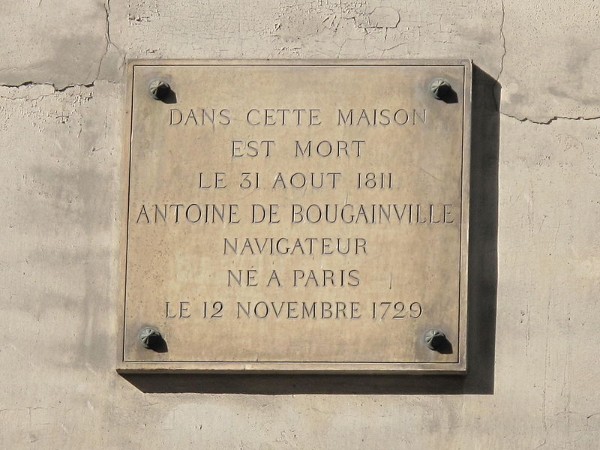 DANS CETTE MAISON
EST MORT
LE 31 AOUT 1811
ANTOINE DE BOUGAINVILLE
NAVIGATEUR
NÉ A PARIS
LE 12 NOVEMBRE 1729